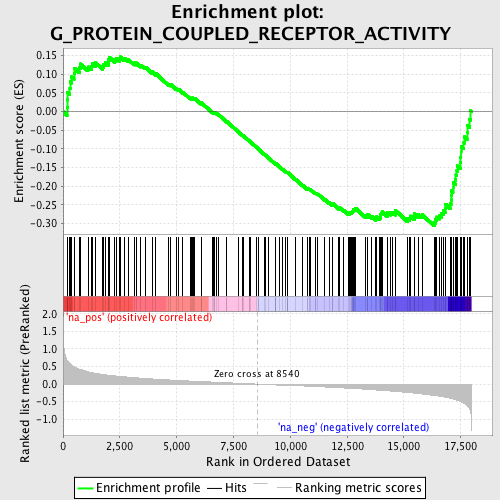 Enrichment plot:
G_PROTEIN_COUPLED_RECEPTOR_ACTIVITY
Enrichment score (ES)
0.15
0.10
0.05
0.00
-0.05
-0.10
-0.15
-0.20
-0.25
-0.30
'na_pos' (positively correlated)
Ranked list metric (PreRanked)
2.0
1.5
1.0
0.5
0.0
-0.5
-1.0
Zero cross at 8540
'na_neg' (negatively correlated)
0
2,500
5,000
7,500
10,000
12,500
15,000
17,500
Rank in Ordered Dataset
Enrichment profile
Hits
Ranking metric scores